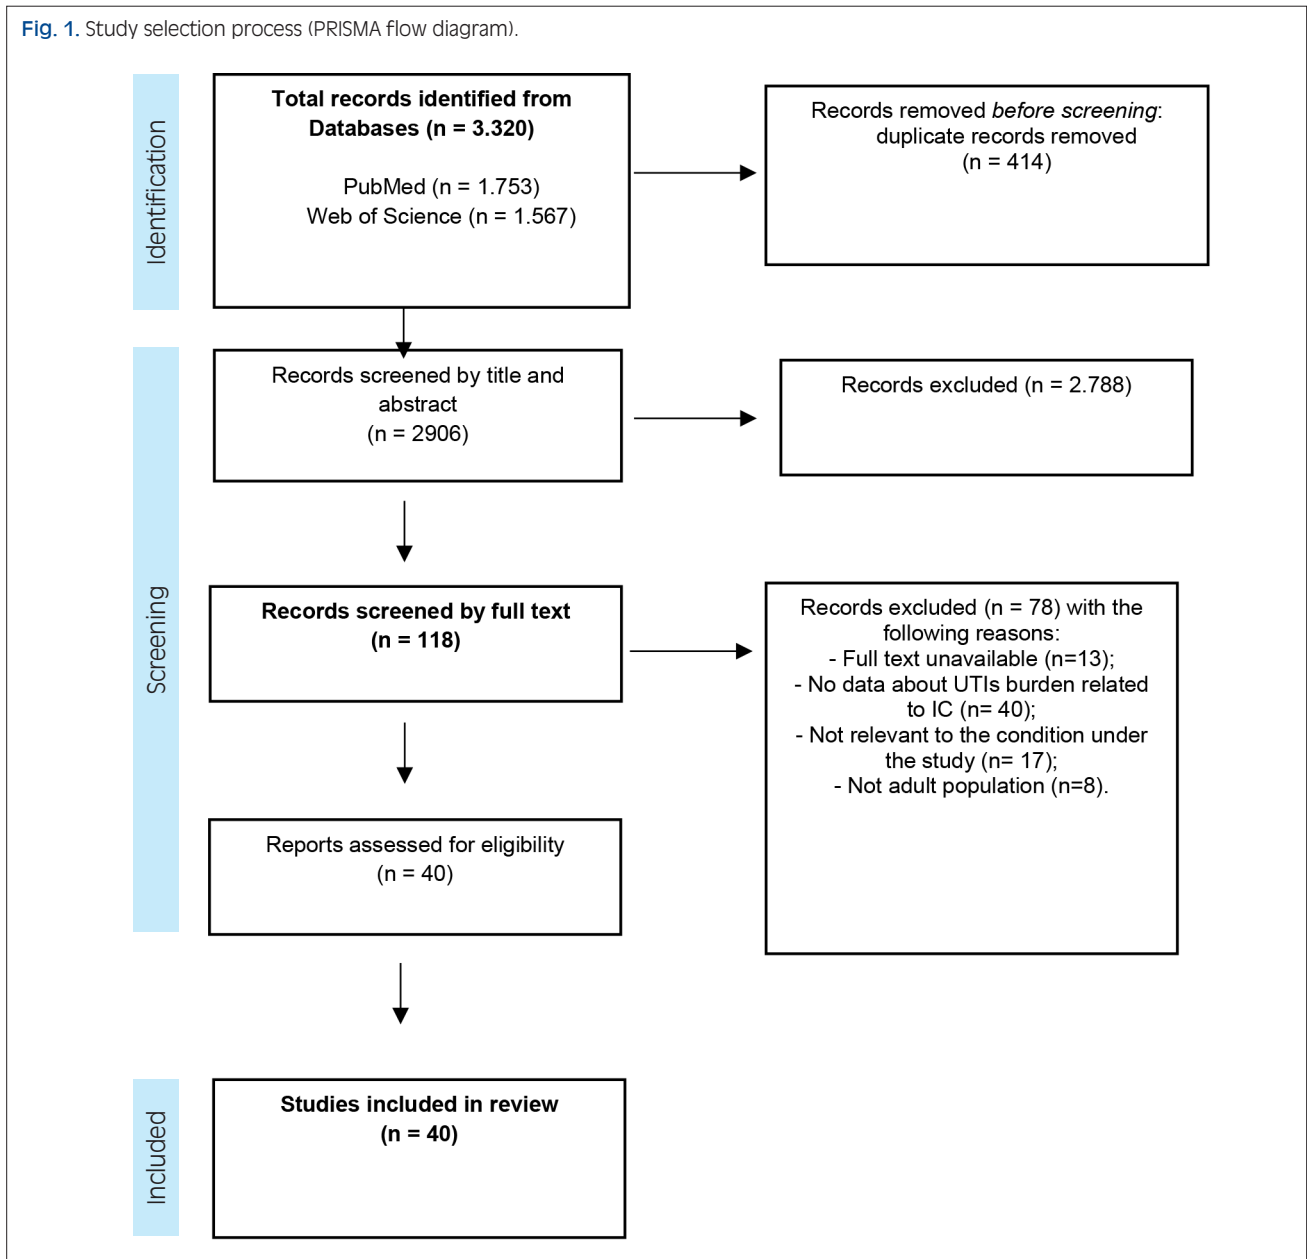 Fig. 1. Study selection process (PRISMA flow diagram).
Identification
Total records identified from
Databases (n = 3.320)
PubMed (n = 1.753)
Web of Science (n = 1.567)
Records removed before screening:
duplicate records removed
(n = 414)
Screening
Records screened by title and
abstract
(n = 2906)
Records excluded (n = 2.788)
Records screened by full text
(n = 118)
Records excluded (n = 78) with the
following reasons:
- Full text unavailable (n=13);
- No data about UTIs burden related
to IC (n= 40);
- Not relevant to the condition under
the study (n= 17);
- Not adult population (n=8).
Reports assessed for eligibility
(n = 40)
Included
Studies included in review
(n = 40)